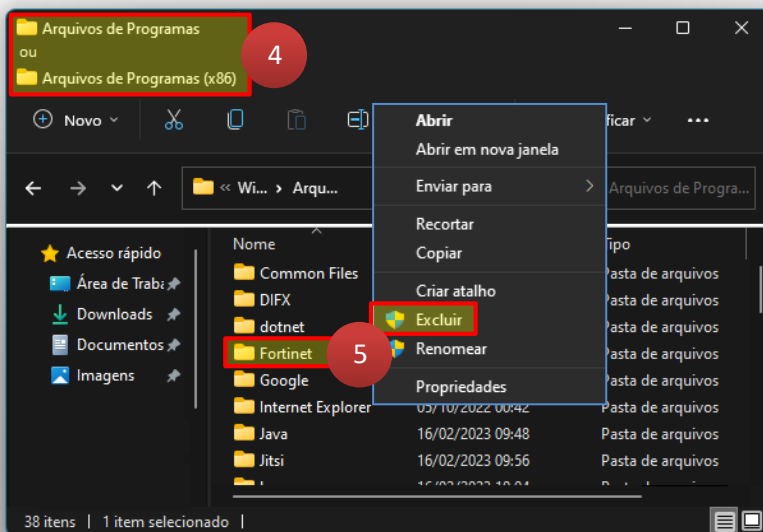 Arquivos de Programas
ou
Arquivos de Programas (x86)
4
Novo
ficar
Abrir
Abrir em nova janela
Enviar para
Recortar
Copiar
Criar atalho
Excluir
Renomear
Propriedades
« Wi... › Arqu...
Arquivos de Progra...
Acesso rápido
Downloads
Documentos
Imagens
Nome
Common Files
DIFX
dotnet
Fortinet
5
Google
Internet Explorer
05/10/2022 00:42
Pasta de arquivos
Java
16/02/2023 09:48
Pasta de arquivos
Jitsi
16/02/2023 09:56
Pasta de arquivos
Tipo
Pasta de arquivos
Pasta de arquivos
Pasta de arquivos
Pasta de arquivos
Pasta de arquivos
38 itens | 1 item selecionado |